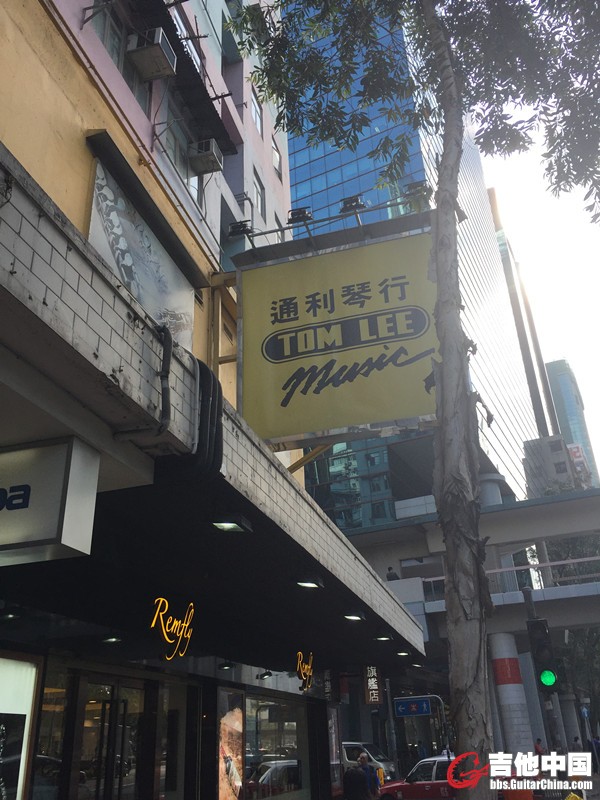 通利琴行
TOM LEE
music
Remfly
Remfly
旗艦店
吉他中国
bbs.GuitarChina.com